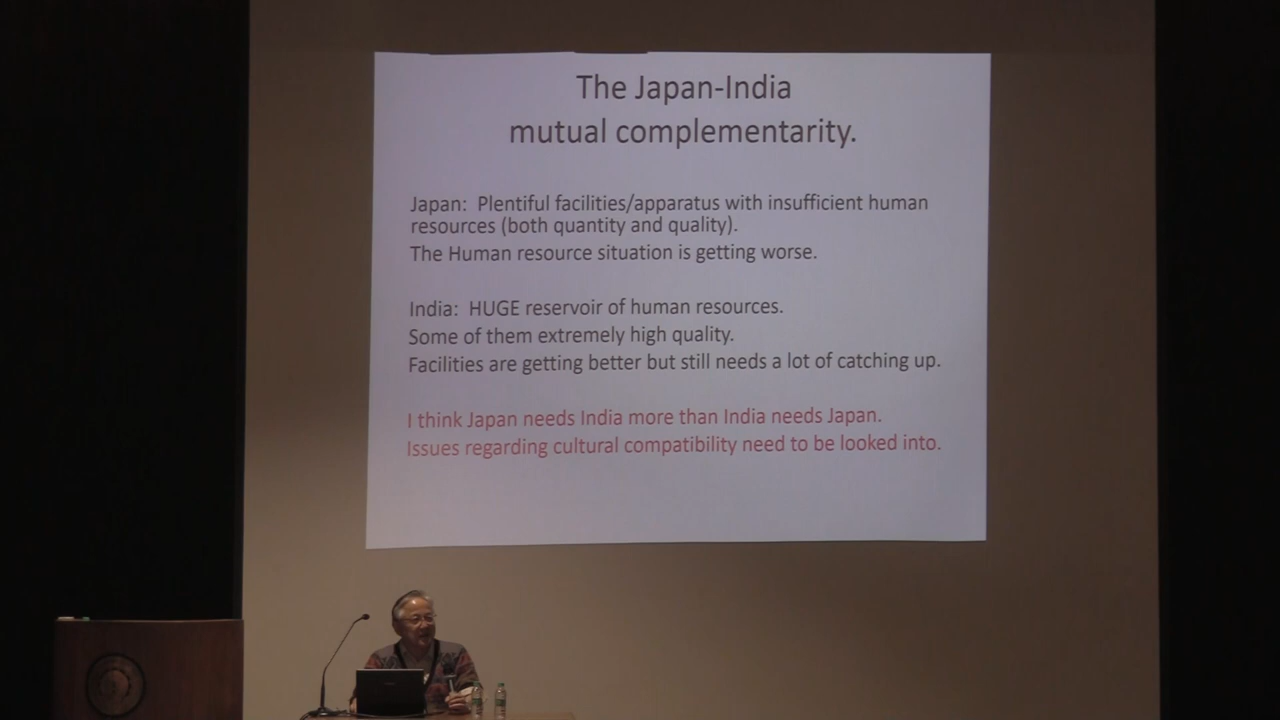 The Japan-India
mutual complementarity.
Japan:  Plentiful facilities/apparatus with insufficient human
resources (both quantity and quality).
The Human resource situation is getting worse.
India:  HUGE reservoir of human resources.
Some of them extremely high quality.
Facilities are getting better but still needs a lot of catching up.
I think Japan needs India more than India needs Japan.
Issues regarding cultural compatibility need to be looked into.